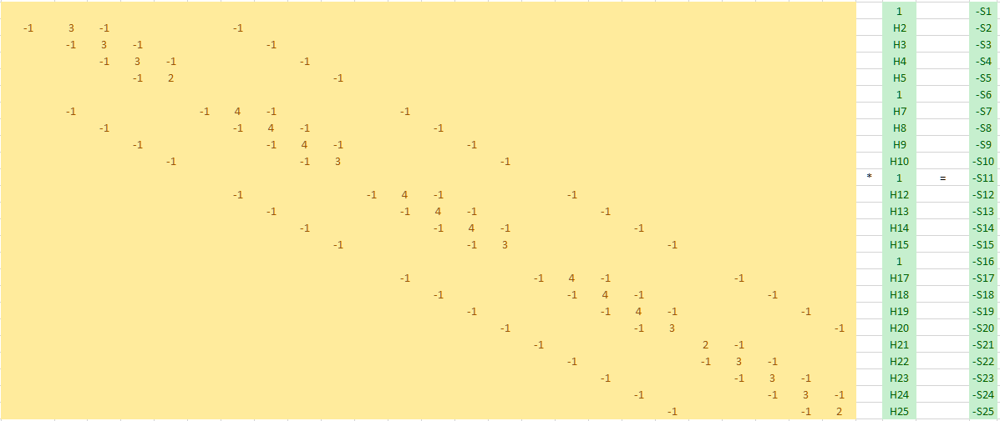 1 -S1
-1 3 -1 -1 H2 -S2
-1 3 -1 -1 H3 -S3
-1 3 -1 -1 H4 -S4
-1 2 -1 H5 -S5
1 -S6
-1 -1 4 -1 -1 H7 -S7
-1 -1 4 -1 -1 H8 -S8
-1 -1 4 -1 -1 H9 -S9
-1 -1 3 -1 H10 -S10
* 1 = -S11
-1 -1 4 -1 -1 H12 -S12
-1 -1 4 -1 -1 H13 -S13
-1 -1 4 -1 -1 H14 -S14
-1 -1 3 -1 H15 -S15
1 -S16
-1 -1 4 -1 -1 H17 -S17
-1 -1 4 -1 -1 H18 -S18
-1 -1 4 -1 -1 H19 -S19
-1 -1 3 -1 H20 -S20
-1 2 -1 H21 -S21
-1 -1 3 -1 H22 -S22
-1 -1 3 -1 H23 -S23
-1 -1 3 -1 H24 -S24
-1 -1 2 H25 -S25